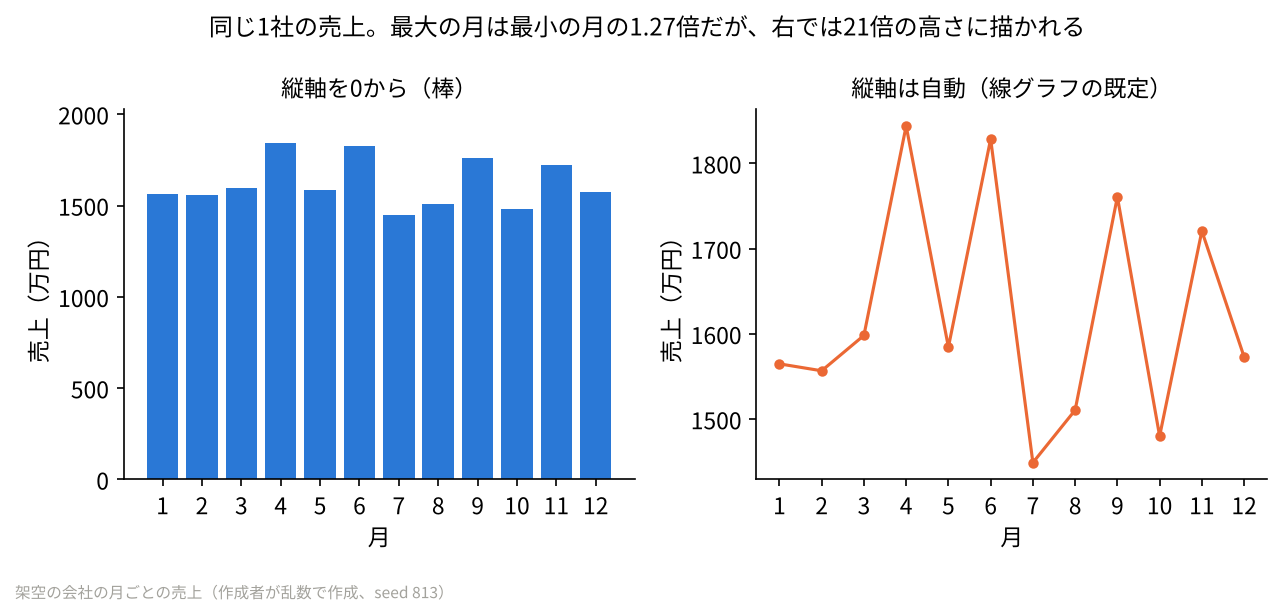 同じ1社の売上。最大の月は最小の月の1.27倍だが、右では21倍の高さに描かれる
縦軸を0から（棒）
売上（万円）
2000
1500
1000
500
0
1 2 3 4 5 6 7 8 9 10 11 12
月
縦軸は自動（線グラフの既定）
売上（万円）
1800
1700
1600
1500
1 2 3 4 5 6 7 8 9 10 11 12
月
架空の会社の月ごとの売上（作成者が乱数で作成、seed 813）